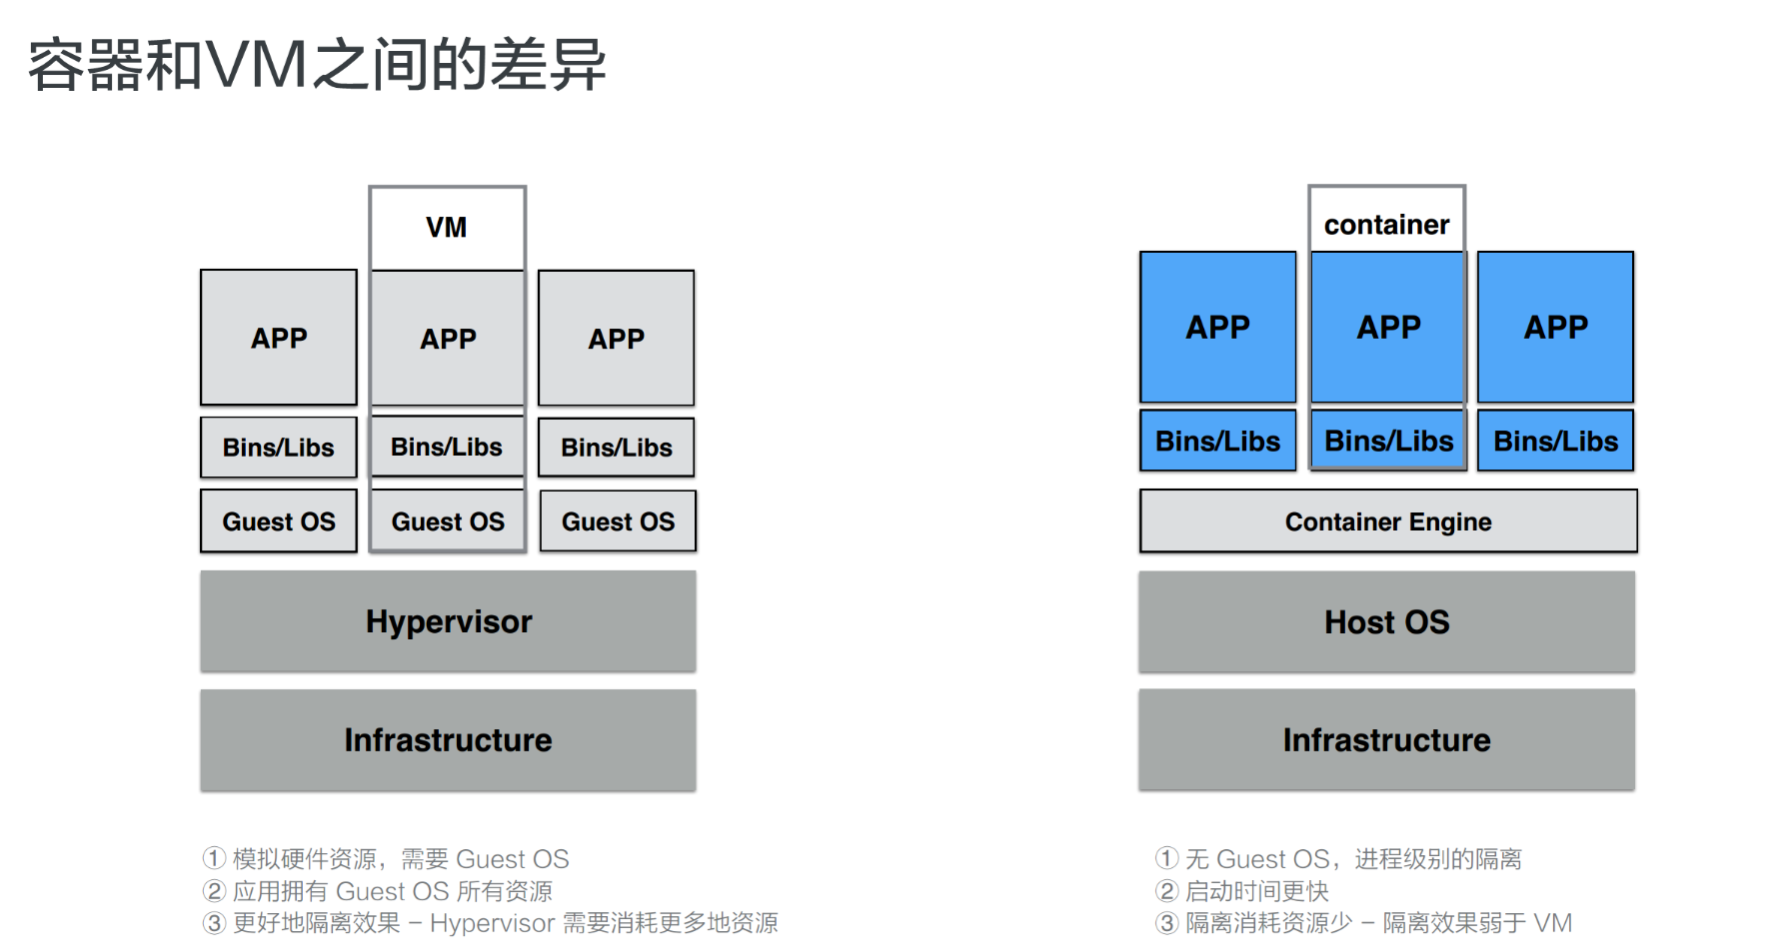 容器和VM之间的差异
VM
APP
APP
APP
Bins/Libs
Bins/Libs
Bins/Libs
Guest OS
Guest OS
Guest OS
Hypervisor
Infrastructure
① 模拟硬件资源，需要 Guest OS
② 应用拥有 Guest OS 所有资源
③ 更好地隔离效果 – Hypervisor 需要消耗更多地资源
container
APP
APP
APP
Bins/Libs
Bins/Libs
Bins/Libs
Container Engine
Host OS
Infrastructure
① 无 Guest OS，进程级别的隔离
② 启动时间更快
③ 隔离消耗资源少 – 隔离效果弱于 VM